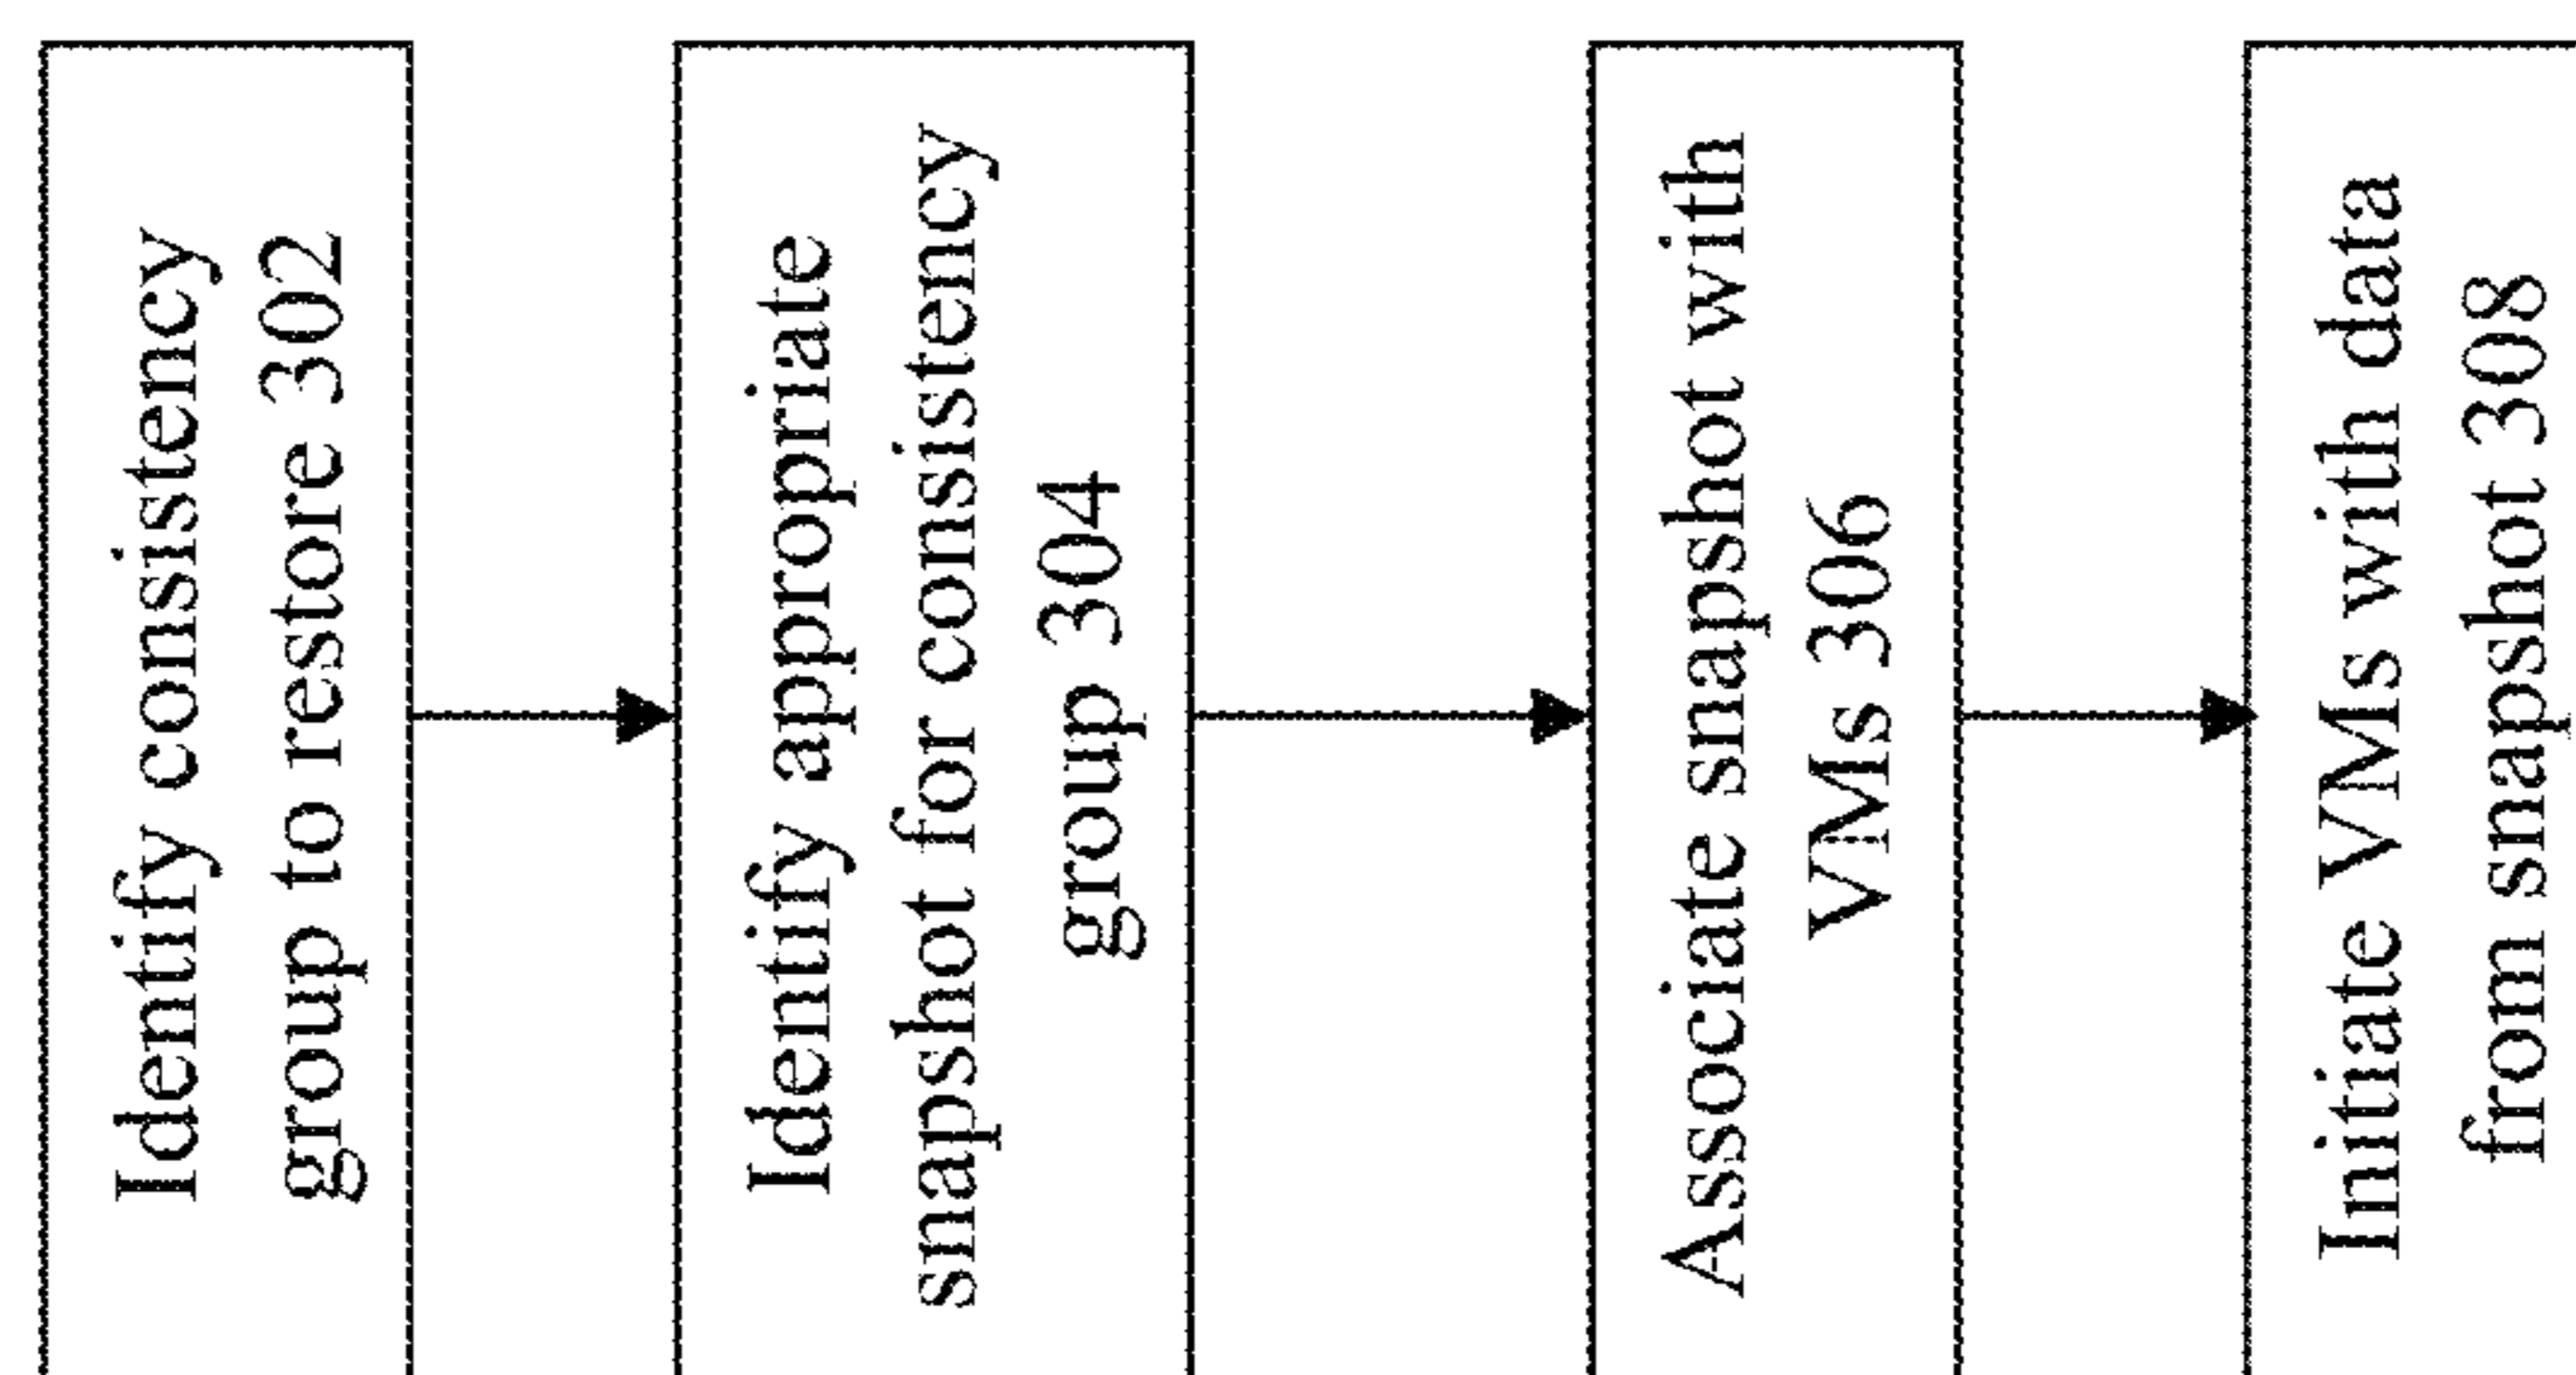 Identify consistency
group to restore 302
Identify appropriate
snapshot for consistency
group 304
Associate snapshot with
VMs 306
Initiate VMs with data
from snapshot 308